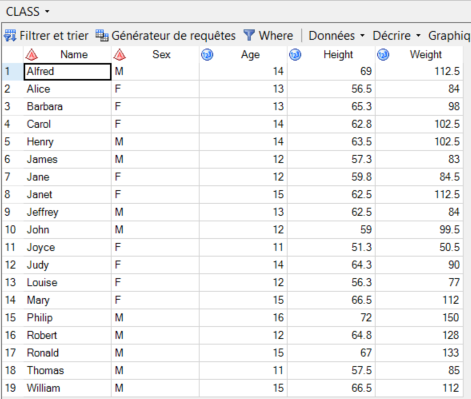 CLASS
Filtrer et trier Générateur de requêtes Where Données Décrire Graphiq
Name Sex Age Height Weight
1 Alfred M 14 69 112.5
2 Alice F 13 56.5 84
3 Barbara F 13 65.3 98
4 Carol F 14 62.8 102.5
5 Henry M 14 63.5 102.5
6 James M 12 57.3 83
7 Jane F 12 59.8 84.5
8 Janet F 15 62.5 112.5
9 Jeffrey M 13 62.5 84
10 John M 12 59 99.5
11 Joyce F 11 51.3 50.5
12 Judy F 14 64.3 90
13 Louise F 12 56.3 77
14 Mary F 15 66.5 112
15 Philip M 16 72 150
16 Robert M 12 64.8 128
17 Ronald M 15 67 133
18 Thomas M 11 57.5 85
19 William M 15 66.5 112